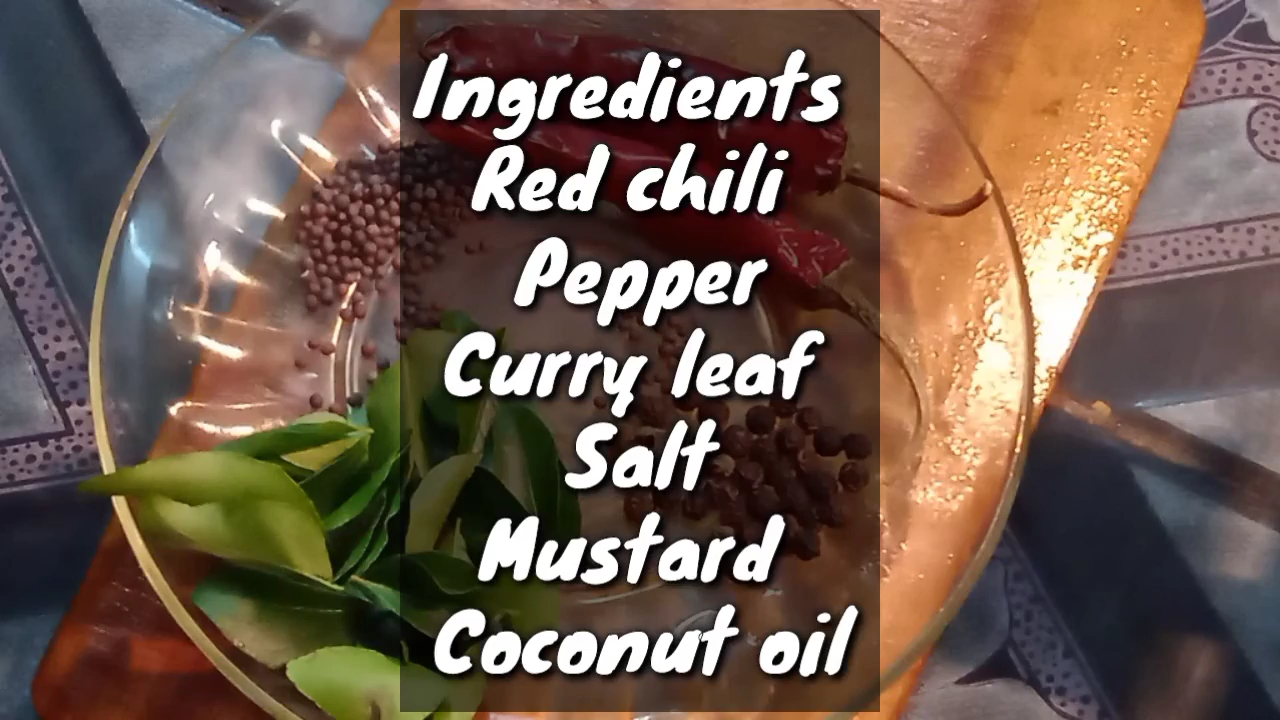 Ingredients
Red chili
Pepper
Curry leaf
Salt
Mustard
Coconut oil